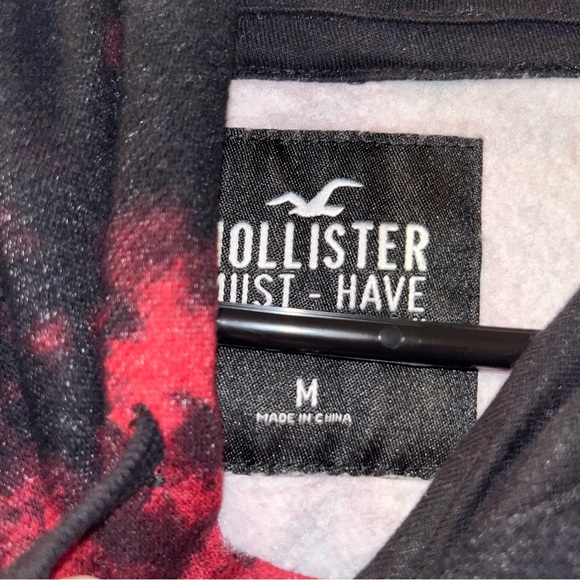 HOLLISTER
MUST - HAVE
M
MADE IN CHINA